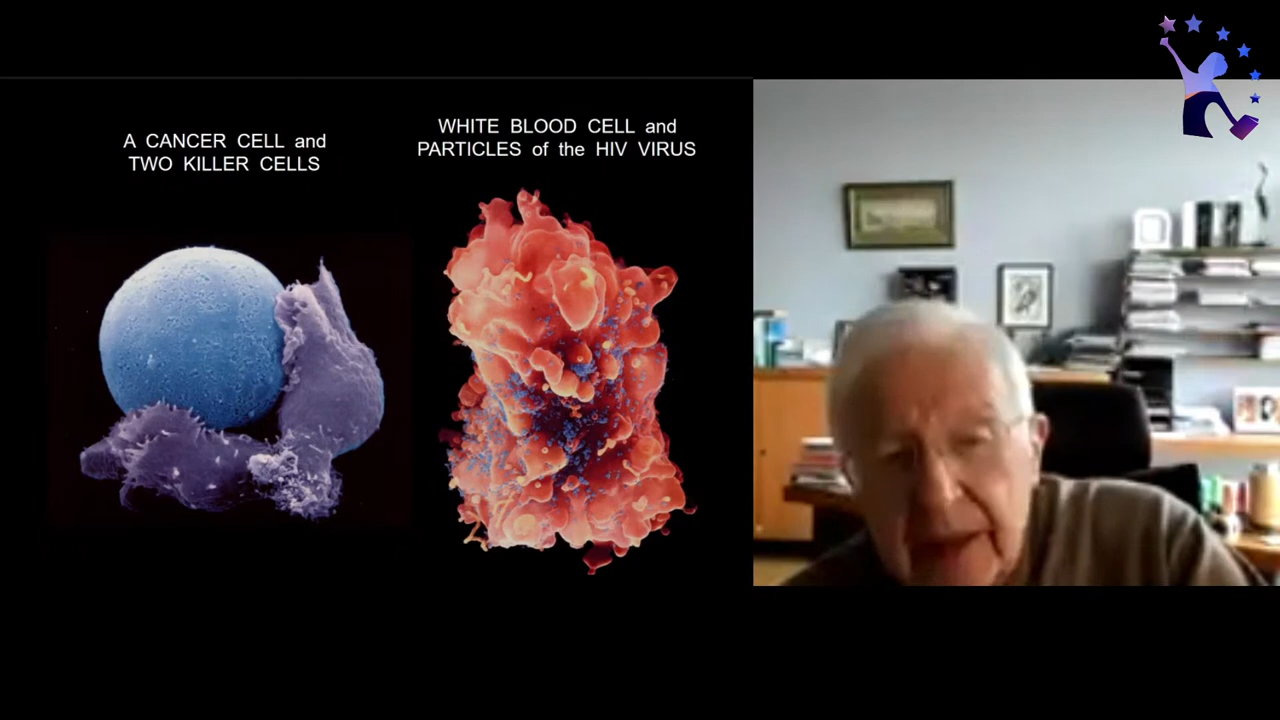 A CANCER CELL and
TWO KILLER CELLS
WHITE BLOOD CELL and
PARTICLES of the HIV VIRUS